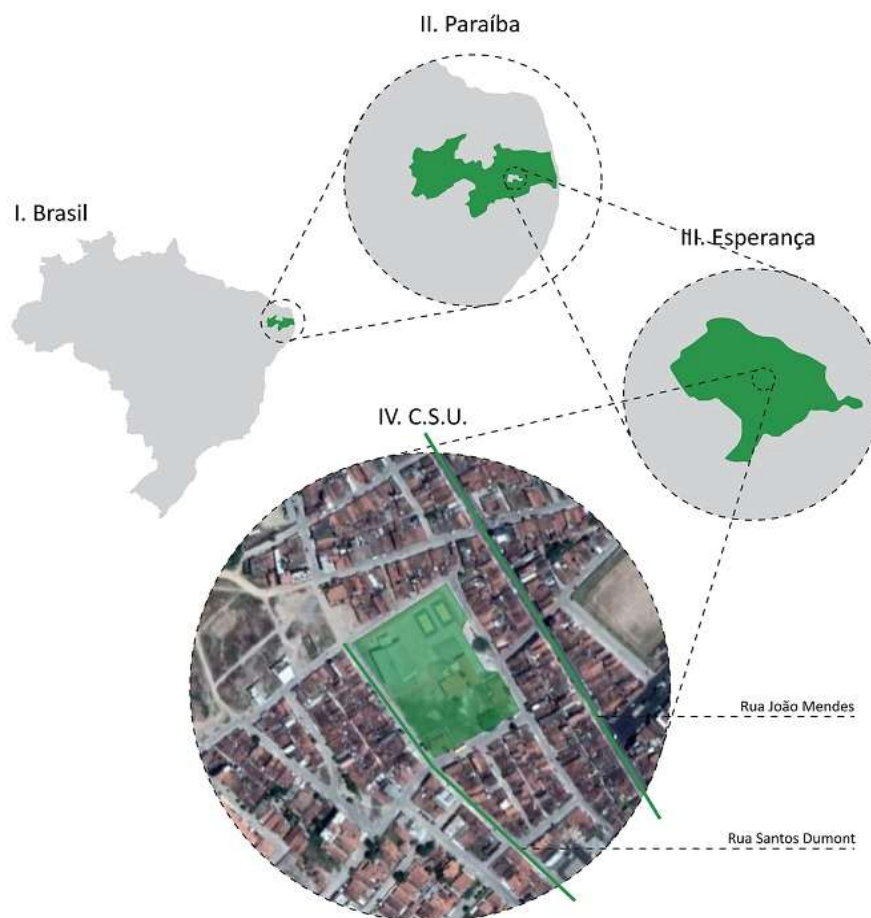 II. Paraíba
I. Brasil
III. Esperança
IV. C.S.U.
Rua João Mendes
Rua Santos Dumont